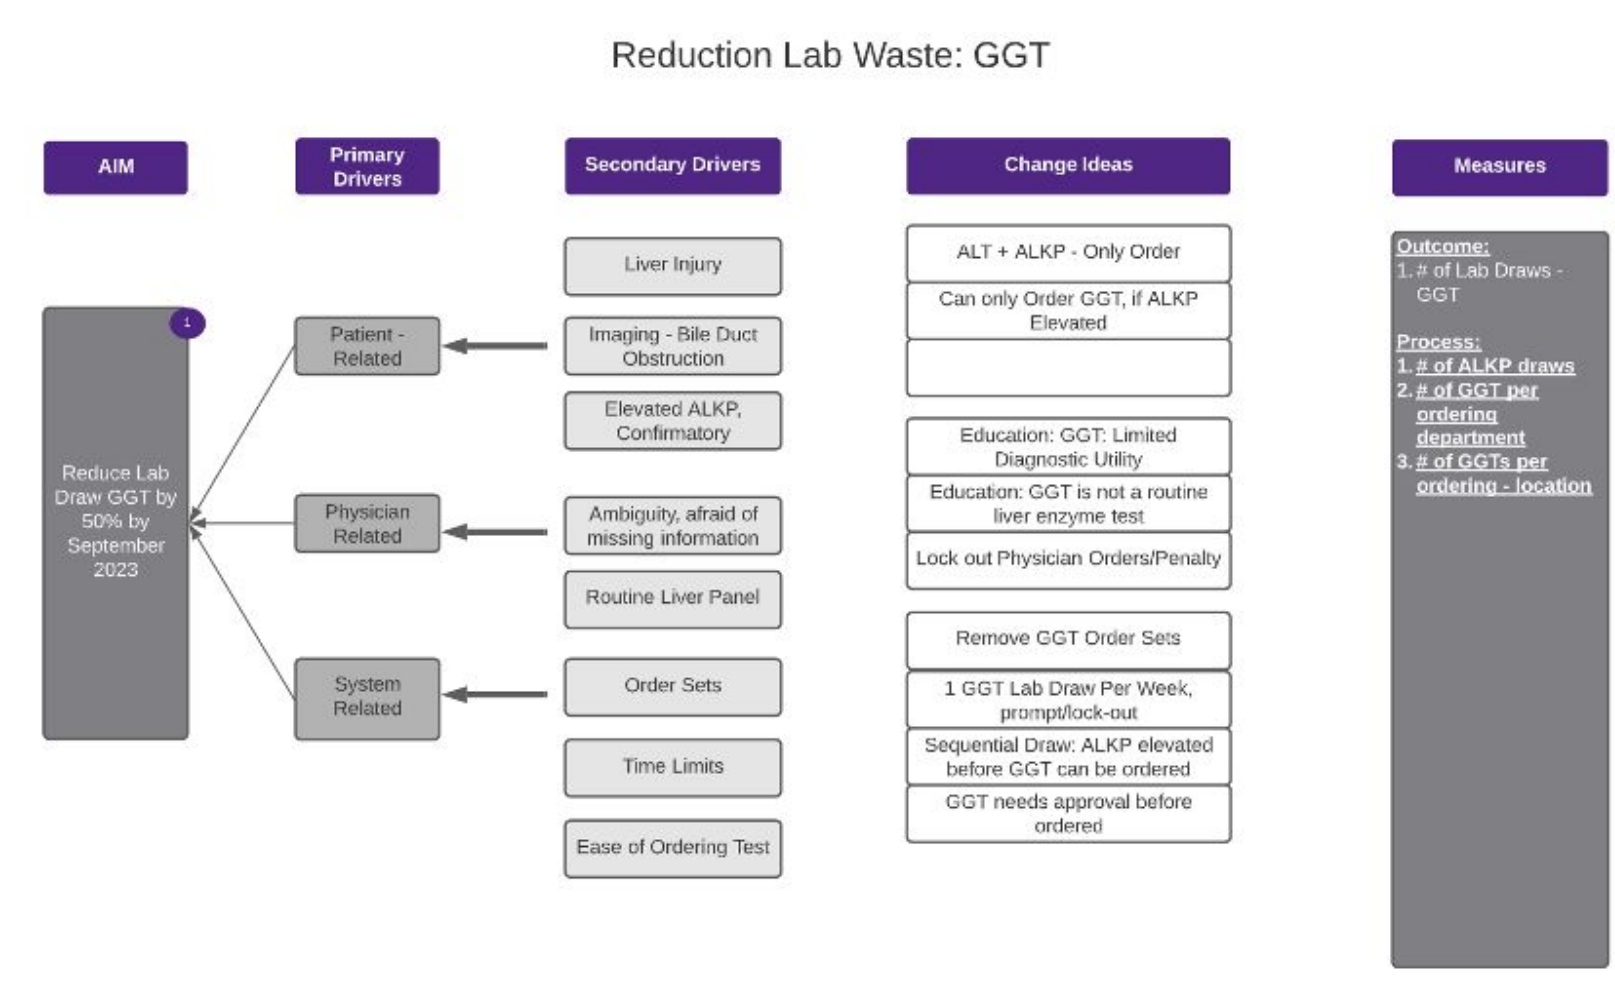 Reduction Lab Waste: GGT
AIM
Primary
Drivers
Secondary Drivers
Change Ideas
Measures
1
Reduce Lab
Draw GGT by
50% by
September
2023
Patient -
Related
Physician
Related
System
Related
Liver Injury
Imaging - Bile Duct
Obstruction
Elevated ALKP,
Confirmatory
Ambiguity, afraid of
missing information
Routine Liver Panel
Order Sets
Time Limits
Ease of Ordering Test
ALT + ALKP - Only Order
Can only Order GGT, if ALKP
Elevated
Education: GGT: Limited
Diagnostic Utility
Education: GGT is not a routine
liver enzyme test
Lock out Physician Orders/Penalty
Remove GGT Order Sets
1 GGT Lab Draw Per Week,
prompt/lock-out
Sequential Draw: ALKP elevated
before GGT can be ordered
GGT needs approval before
ordered
Outcome:
1. # of Lab Draws -
GGT
Process:
1. # of ALKP draws
2. # of GGT per
ordering
department
3. # of GGTs per
ordering - location